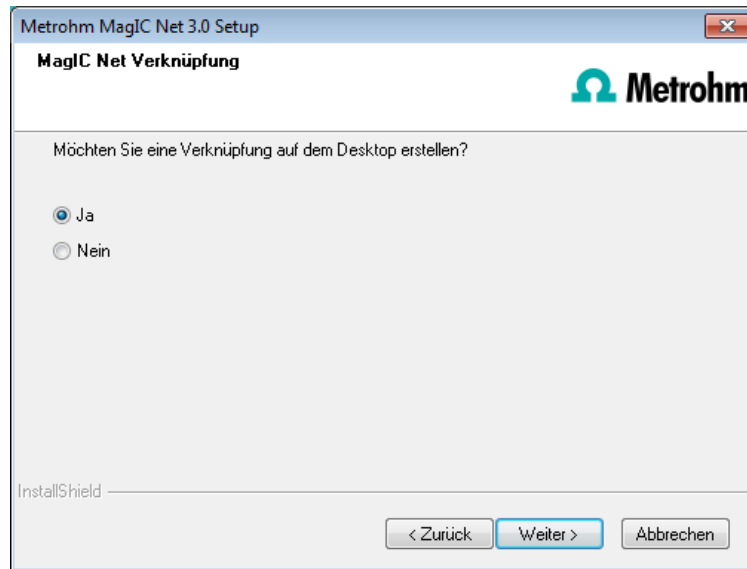 Metrohm MagIC Net 3.0 Setup
MagIC Net Verknüpfung
Metrohm
Möchten Sie eine Verknüpfung auf dem Desktop erstellen?
Ja
Nein
InstallShield
< Zurück Weiter > Abbrechen